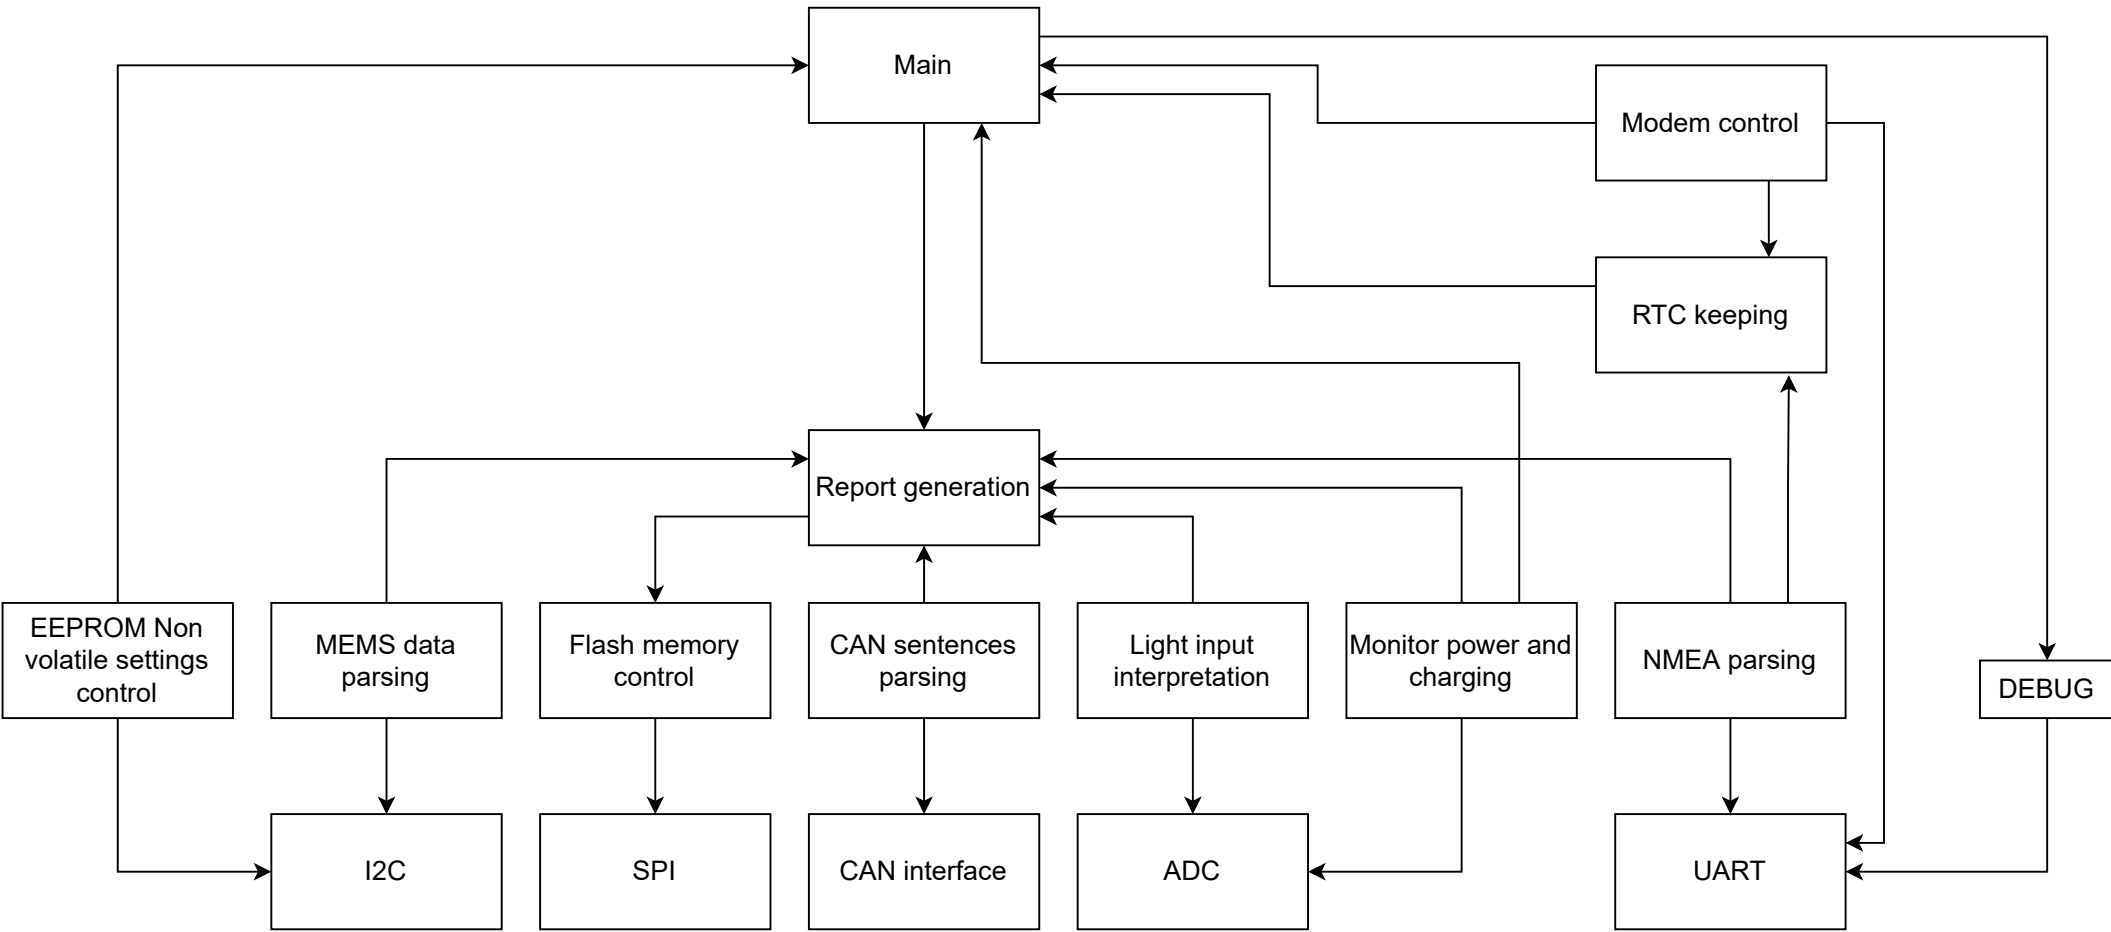 Main
Modem control
RTC keeping
Report generation
EEPROM Non
volatile settings
control
MEMS data
parsing
Flash memory
control
CAN sentences
parsing
Light input
interpretation
Monitor power and
charging
NMEA parsing
DEBUG
I2C
SPI
CAN interface
ADC
UART